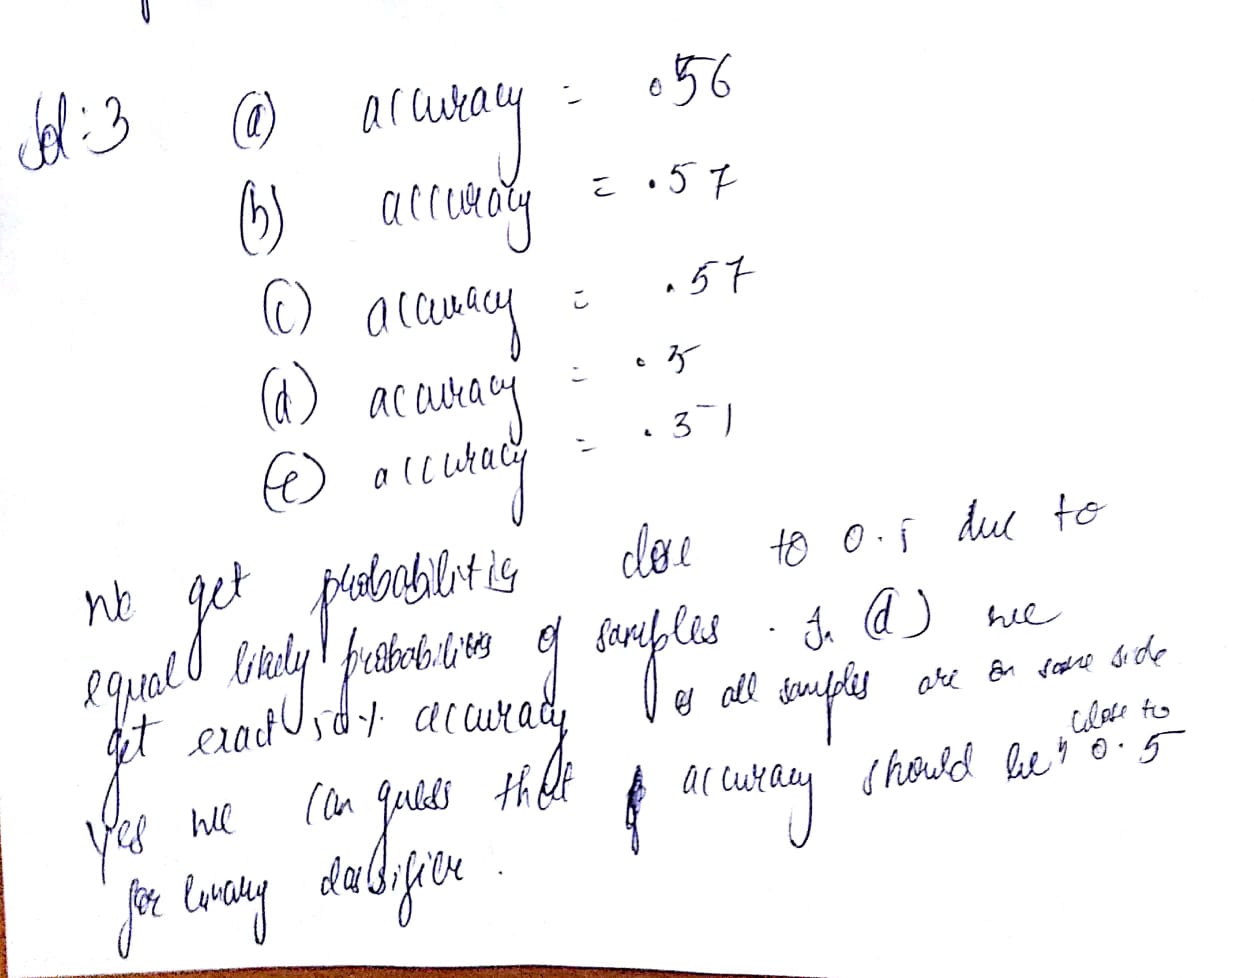 Sol:3 (a) accuracy = .56
(b) accuracy = .57
(c) accuracy = .57
(d) accuracy = .5
(e) accuracy = .51
We get probabilities close to 0.5 due to
equal likely probabilities of samples. In (d) we
get exact 50% accuracy as all samples are on same side
Yes we can guess that accuracy should be close to 0.5
for binary classifier.